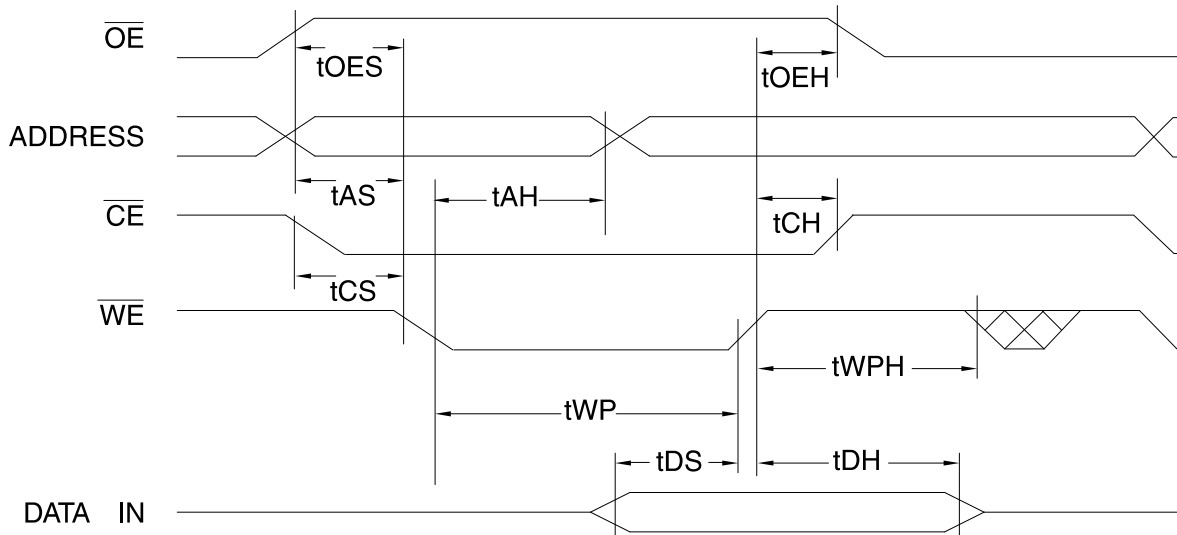 OE
tOES
tOEH
ADDRESS
tAS
tAH
CE
tCH
tCS
WE
tWPH
tWP
tDS
tDH
DATA IN